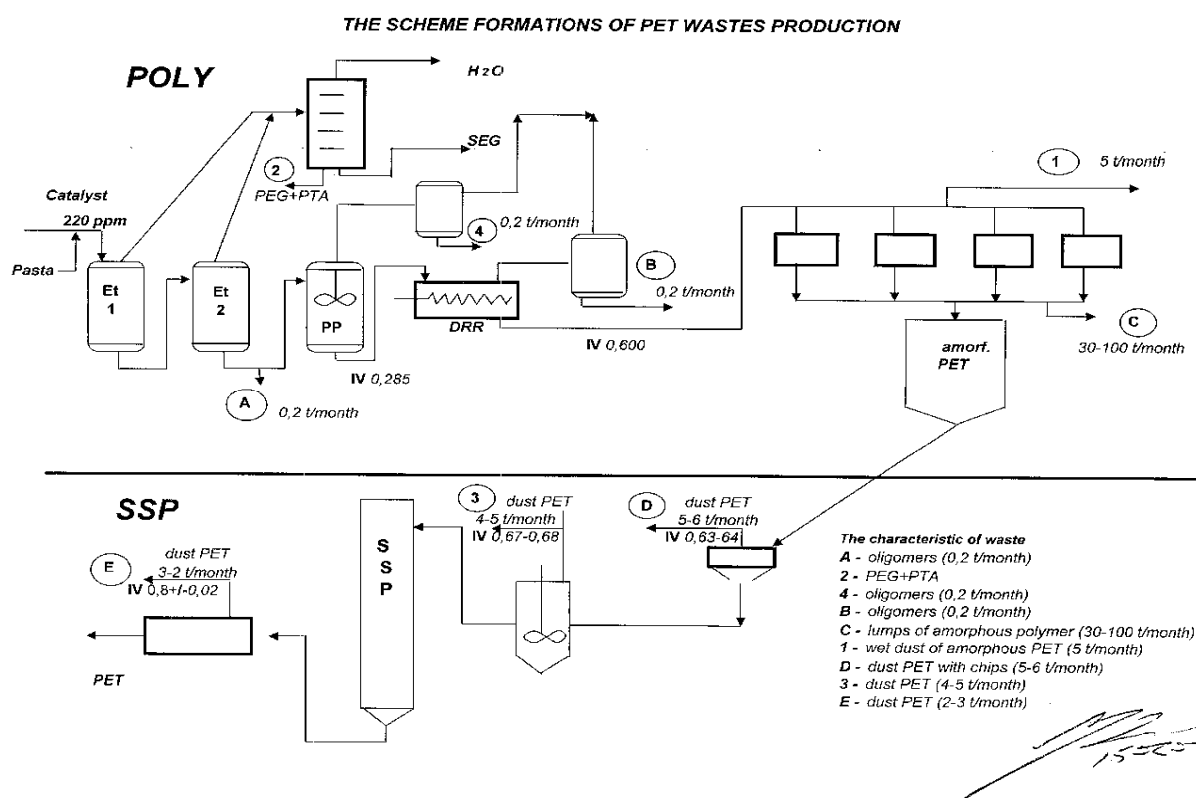 THE SCHEME FORMATIONS OF PET WASTES PRODUCTION
POLY
H2O
SEG
2
PEG+PTA
1
5 t/month
Catalyst
220 ppm
Pasta
Et
1
Et
2
PP
4
0,2 t/month
B
0,2 t/month
DRR
IV 0,600
IV 0,285
A
0,2 t/month
C
30-100 t/month
amorf.
PET
SSP
3
dust PET
4-5 t/month
IV 0,67-0,68
D
dust PET
5-6 t/month
IV 0,63-64
S
S
P
E
dust PET
3-2 t/month
IV 0,8+/-0,02
PET
The characteristic of waste
A - oligomers (0,2 t/month)
2 - PEG+PTA
4 - oligomers (0,2 t/month)
B - oligomers (0,2 t/month)
C - lumps of amorphous polymer (30-100 t/month)
1 - wet dust of amorphous PET (5 t/month)
D - dust PET with chips (5-6 t/month)
3 - dust PET (4-5 t/month)
E - dust PET (2-3 t/month)